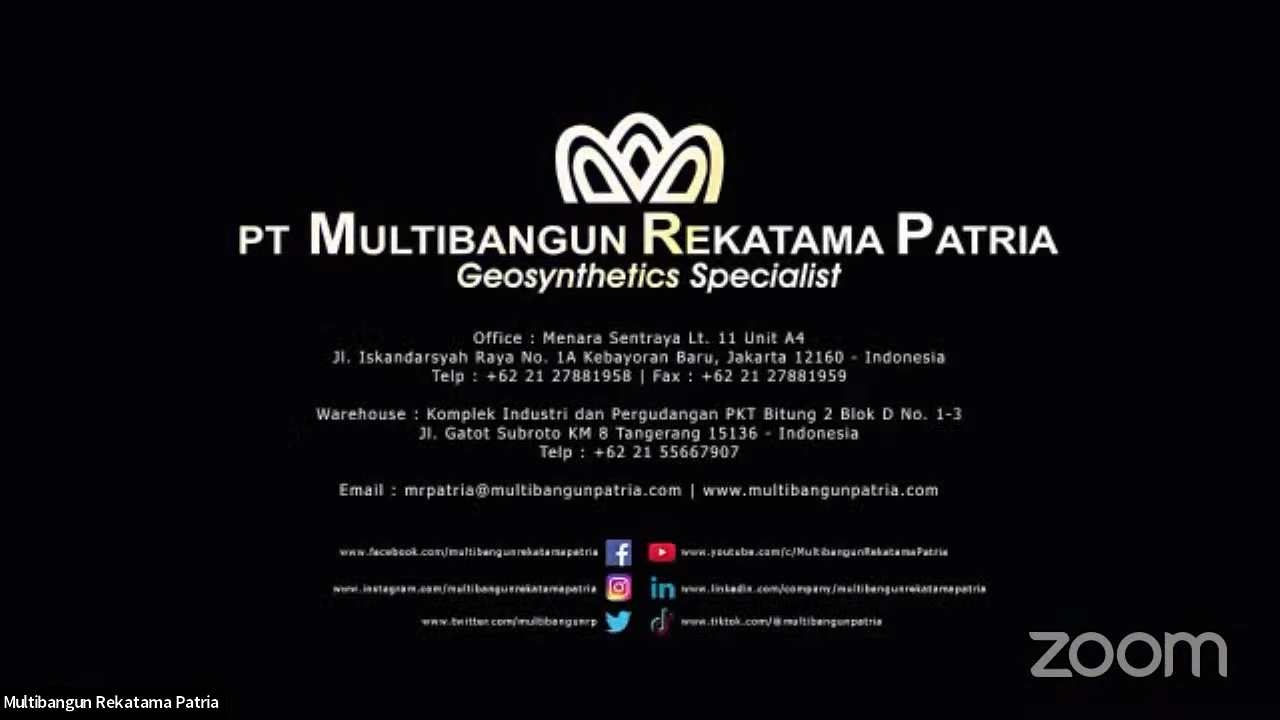 PT MULTIBANGUN REKATAMA PATRIA
Geosynthetics Specialist
Office : Menara Sentraya Lt. 11 Unit A4
Jl. Iskandarsyah Raya No. 1A Kebayoran Baru, Jakarta 12160 - Indonesia
Telp : +62 21 27881958 | Fax : +62 21 27881959
Warehouse : Komplek Industri dan Pergudangan PKT Bitung 2 Blok D No. 1-3
Jl. Gatot Subroto KM 8 Tangerang 15136 - Indonesia
Telp : +62 21 55667907
Email : mrpatria@multibangunpatria.com | www.multibangunpatria.com
www.facebook.com/multibangunrekatamapatria
www.youtube.com/c/MultibangunRekatamaPatria
www.instagram.com/multibangunrekatamapatria
www.linkedin.com/company/multibangunrekatamapatria
www.twitter.com/multibangunrp
www.tiktok.com/@multibangunpatria
zoom
Multibangun Rekatama Patria